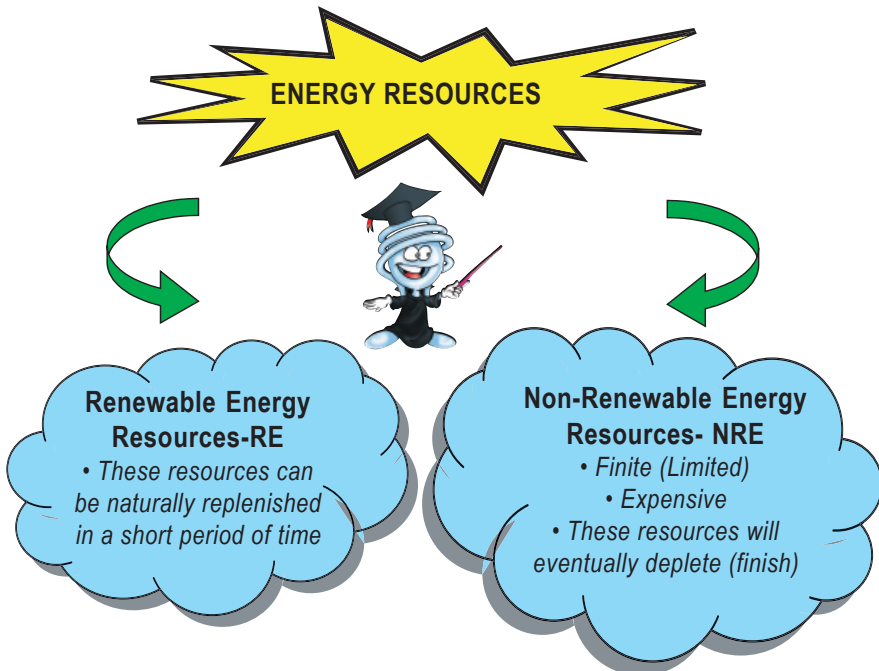 ENERGY RESOURCES
Renewable Energy
Resources-RE
• These resources can
be naturally replenished
in a short period of time
Non-Renewable Energy
Resources- NRE
• Finite (Limited)
• Expensive
• These resources will
eventually deplete (finish)